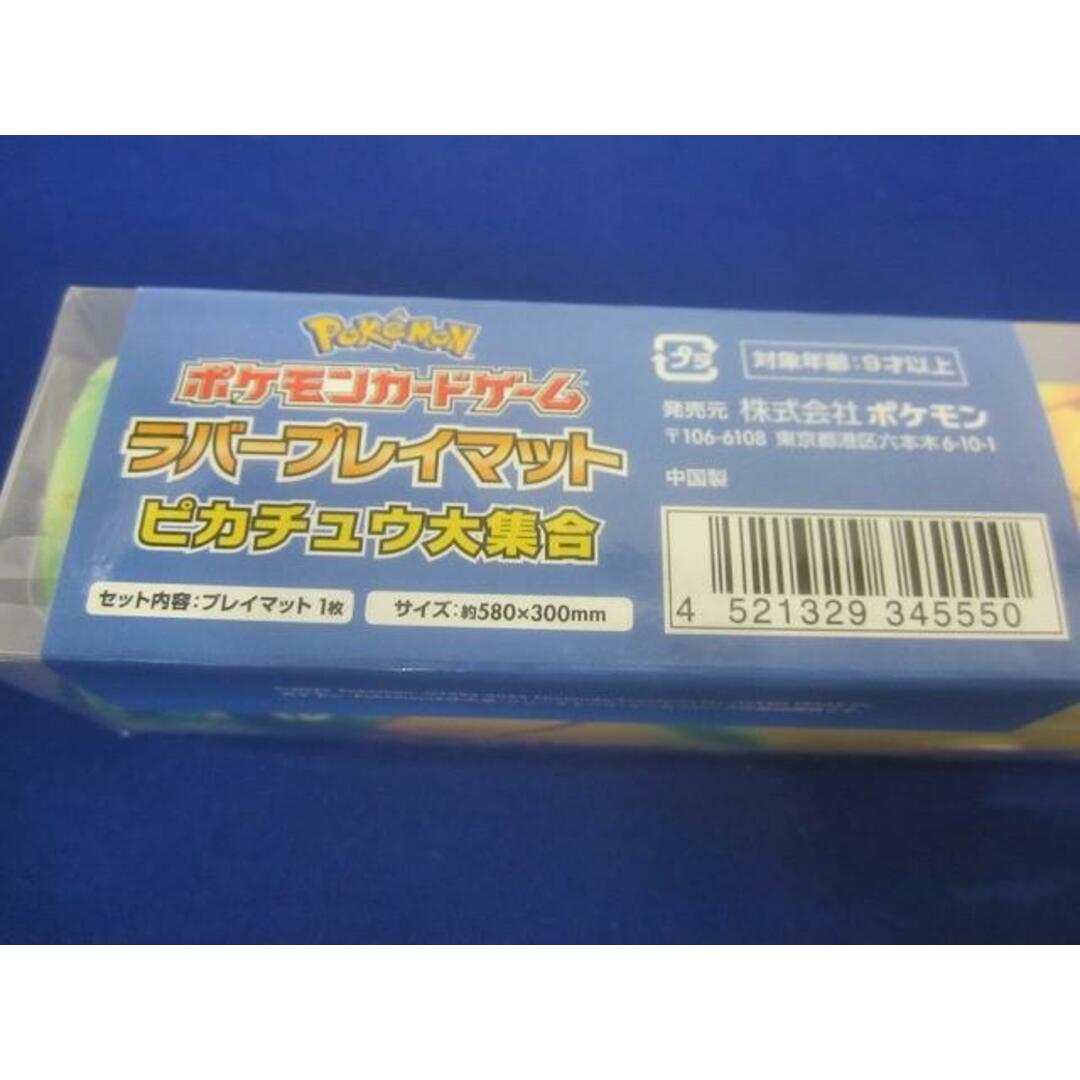 POKÉMON
ポケモンカードゲーム
ラバープレイマット
ピカチュウ大集合
セット内容：プレイマット 1枚
サイズ：約580×300mm
プラ
対象年齢：9才以上
発売元 株式会社 ポケモン
〒106-6108 東京都港区六本木6-10-1
中国製
4 521329 345550